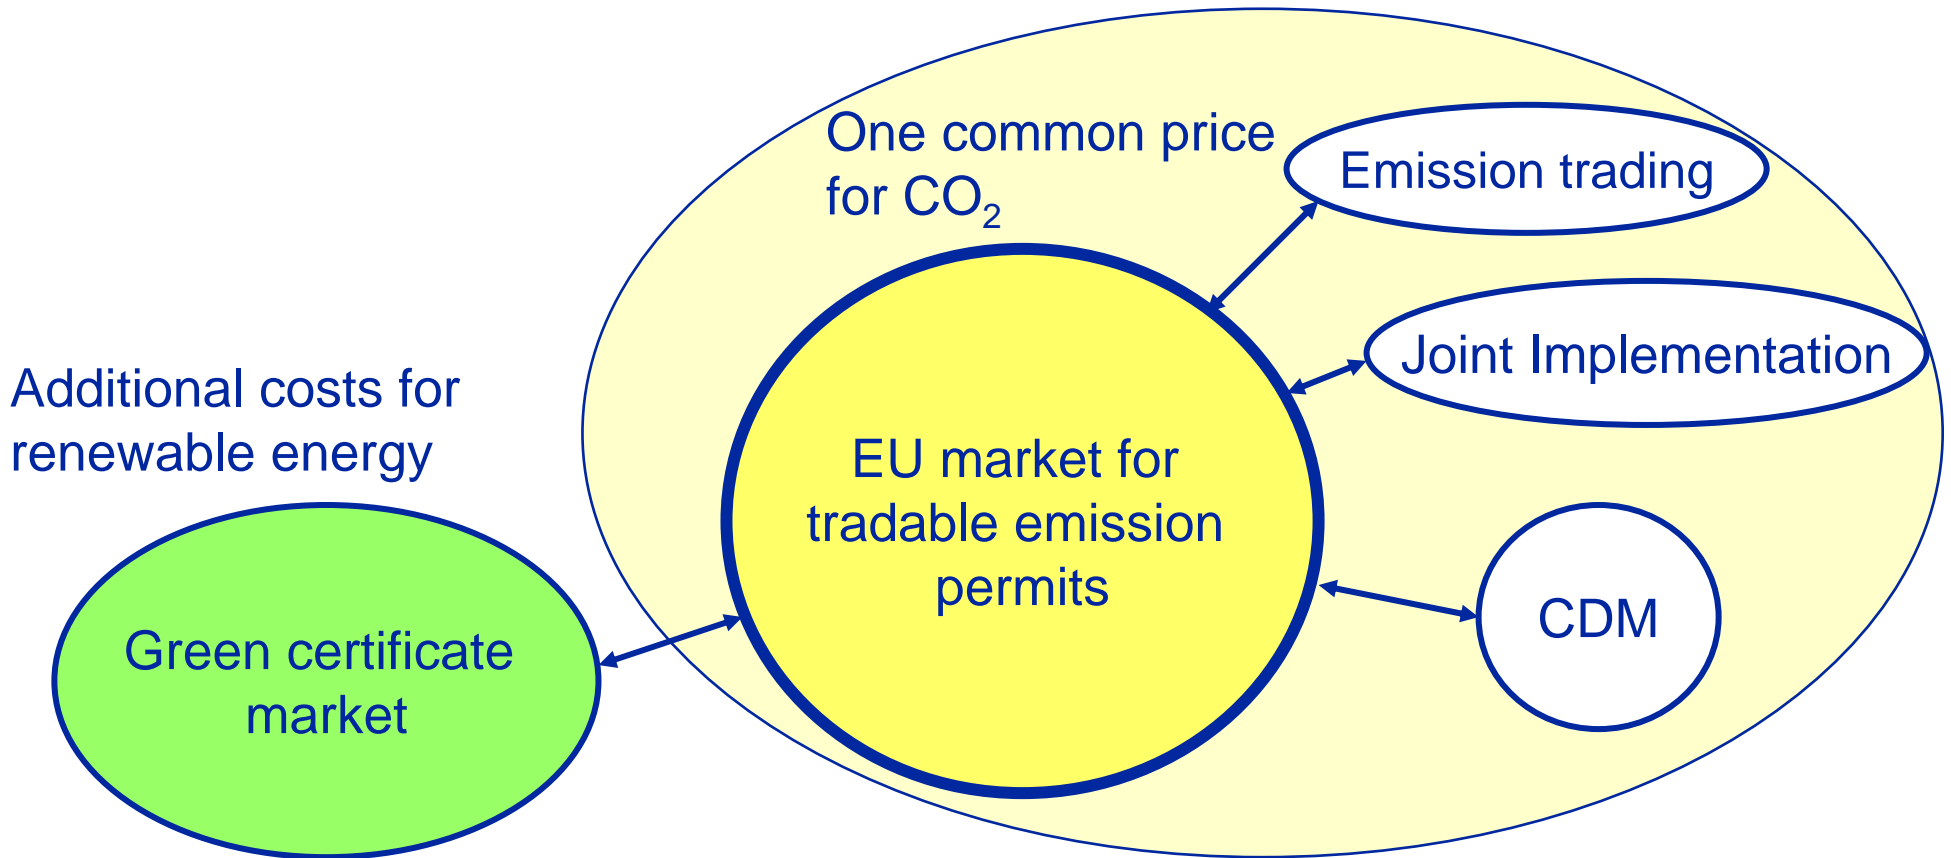 One common price
for CO₂
Emission trading
Joint Implementation
Additional costs for
renewable energy
EU market for
tradable emission
permits
CDM
Green certificate
market